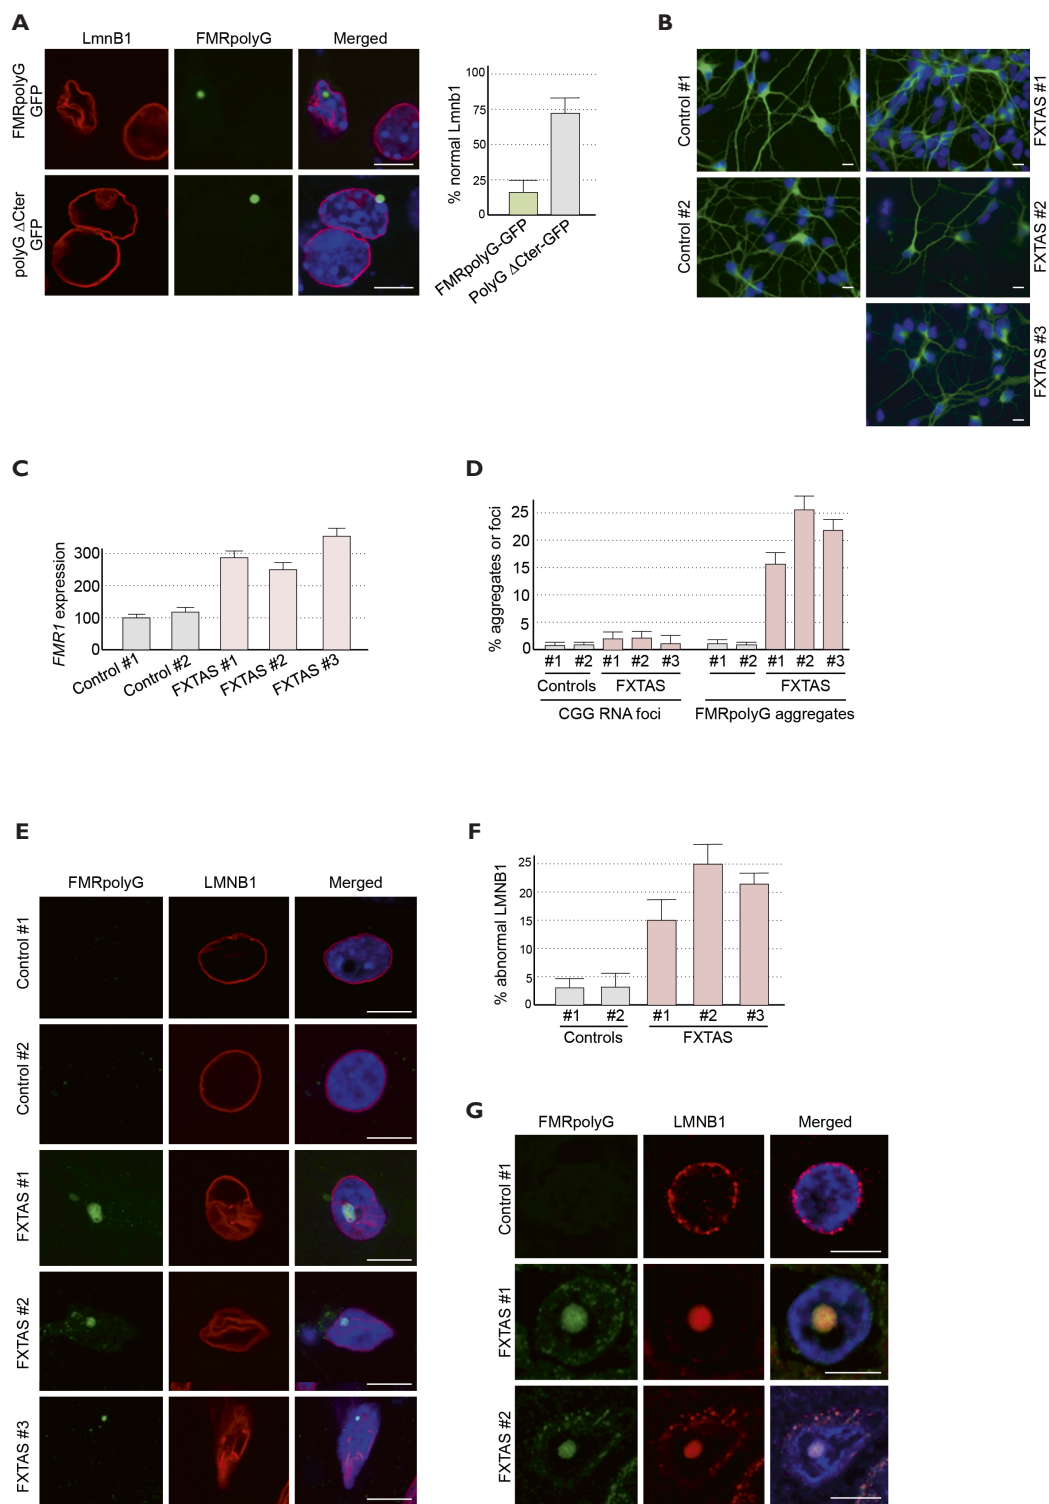 A
LmnB1 FMRpolyG Merged
FMRpolyG
GFP
polyG ΔCter
GFP
% normal Lmnb1
100
75
50
25
0
FMRpolyG-GFP
PolyG ΔCter-GFP
B
Control #1
FXTAS #1
Control #2
FXTAS #2
FXTAS #3
C
FMR1 expression
300
200
100
0
Control #1
Control #2
FXTAS #1
FXTAS #2
FXTAS #3
D
% aggregates or foci
25
20
15
10
5
0
#1 #2 #1 #2 #3 #1 #2 #1 #2 #3
Controls FXTAS FXTAS
CGG RNA foci FMRpolyG aggregates
E
FMRpolyG LMNB1 Merged
Control #1
Control #2
FXTAS #1
FXTAS #2
FXTAS #3
F
% abnormal LMNB1
25
20
15
10
5
0
#1 #2 #1 #2 #3
Controls FXTAS
G
FMRpolyG LMNB1 Merged
Control #1
FXTAS #1
FXTAS #2